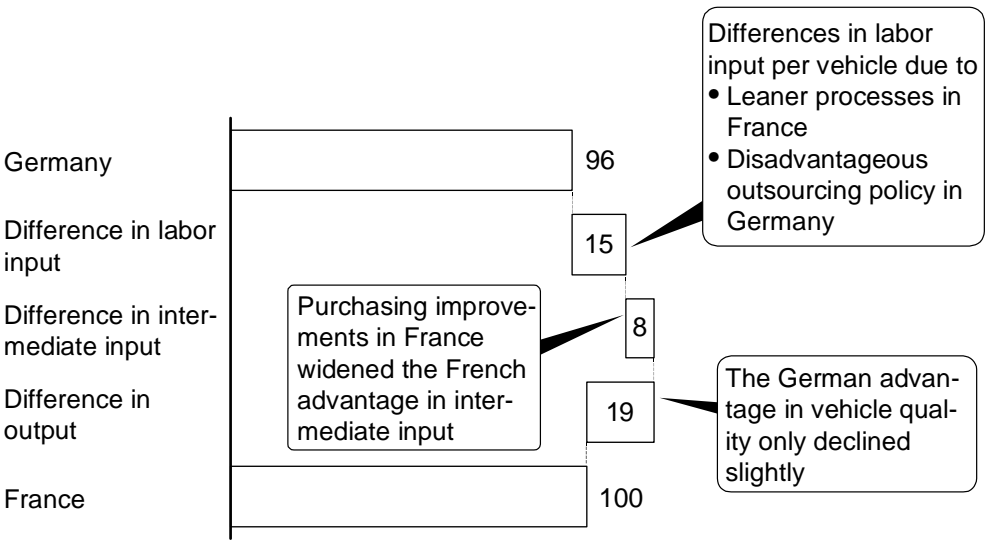 Differences in labor
input per vehicle due to
• Leaner processes in
France
• Disadvantageous
outsourcing policy in
Germany
Germany
96
Difference in labor
input
15
Difference in inter-
mediate input
Purchasing improve-
ments in France
widened the French
advantage in inter-
mediate input
8
Difference in
output
19
The German advan-
tage in vehicle qual-
ity only declined
slightly
France
100